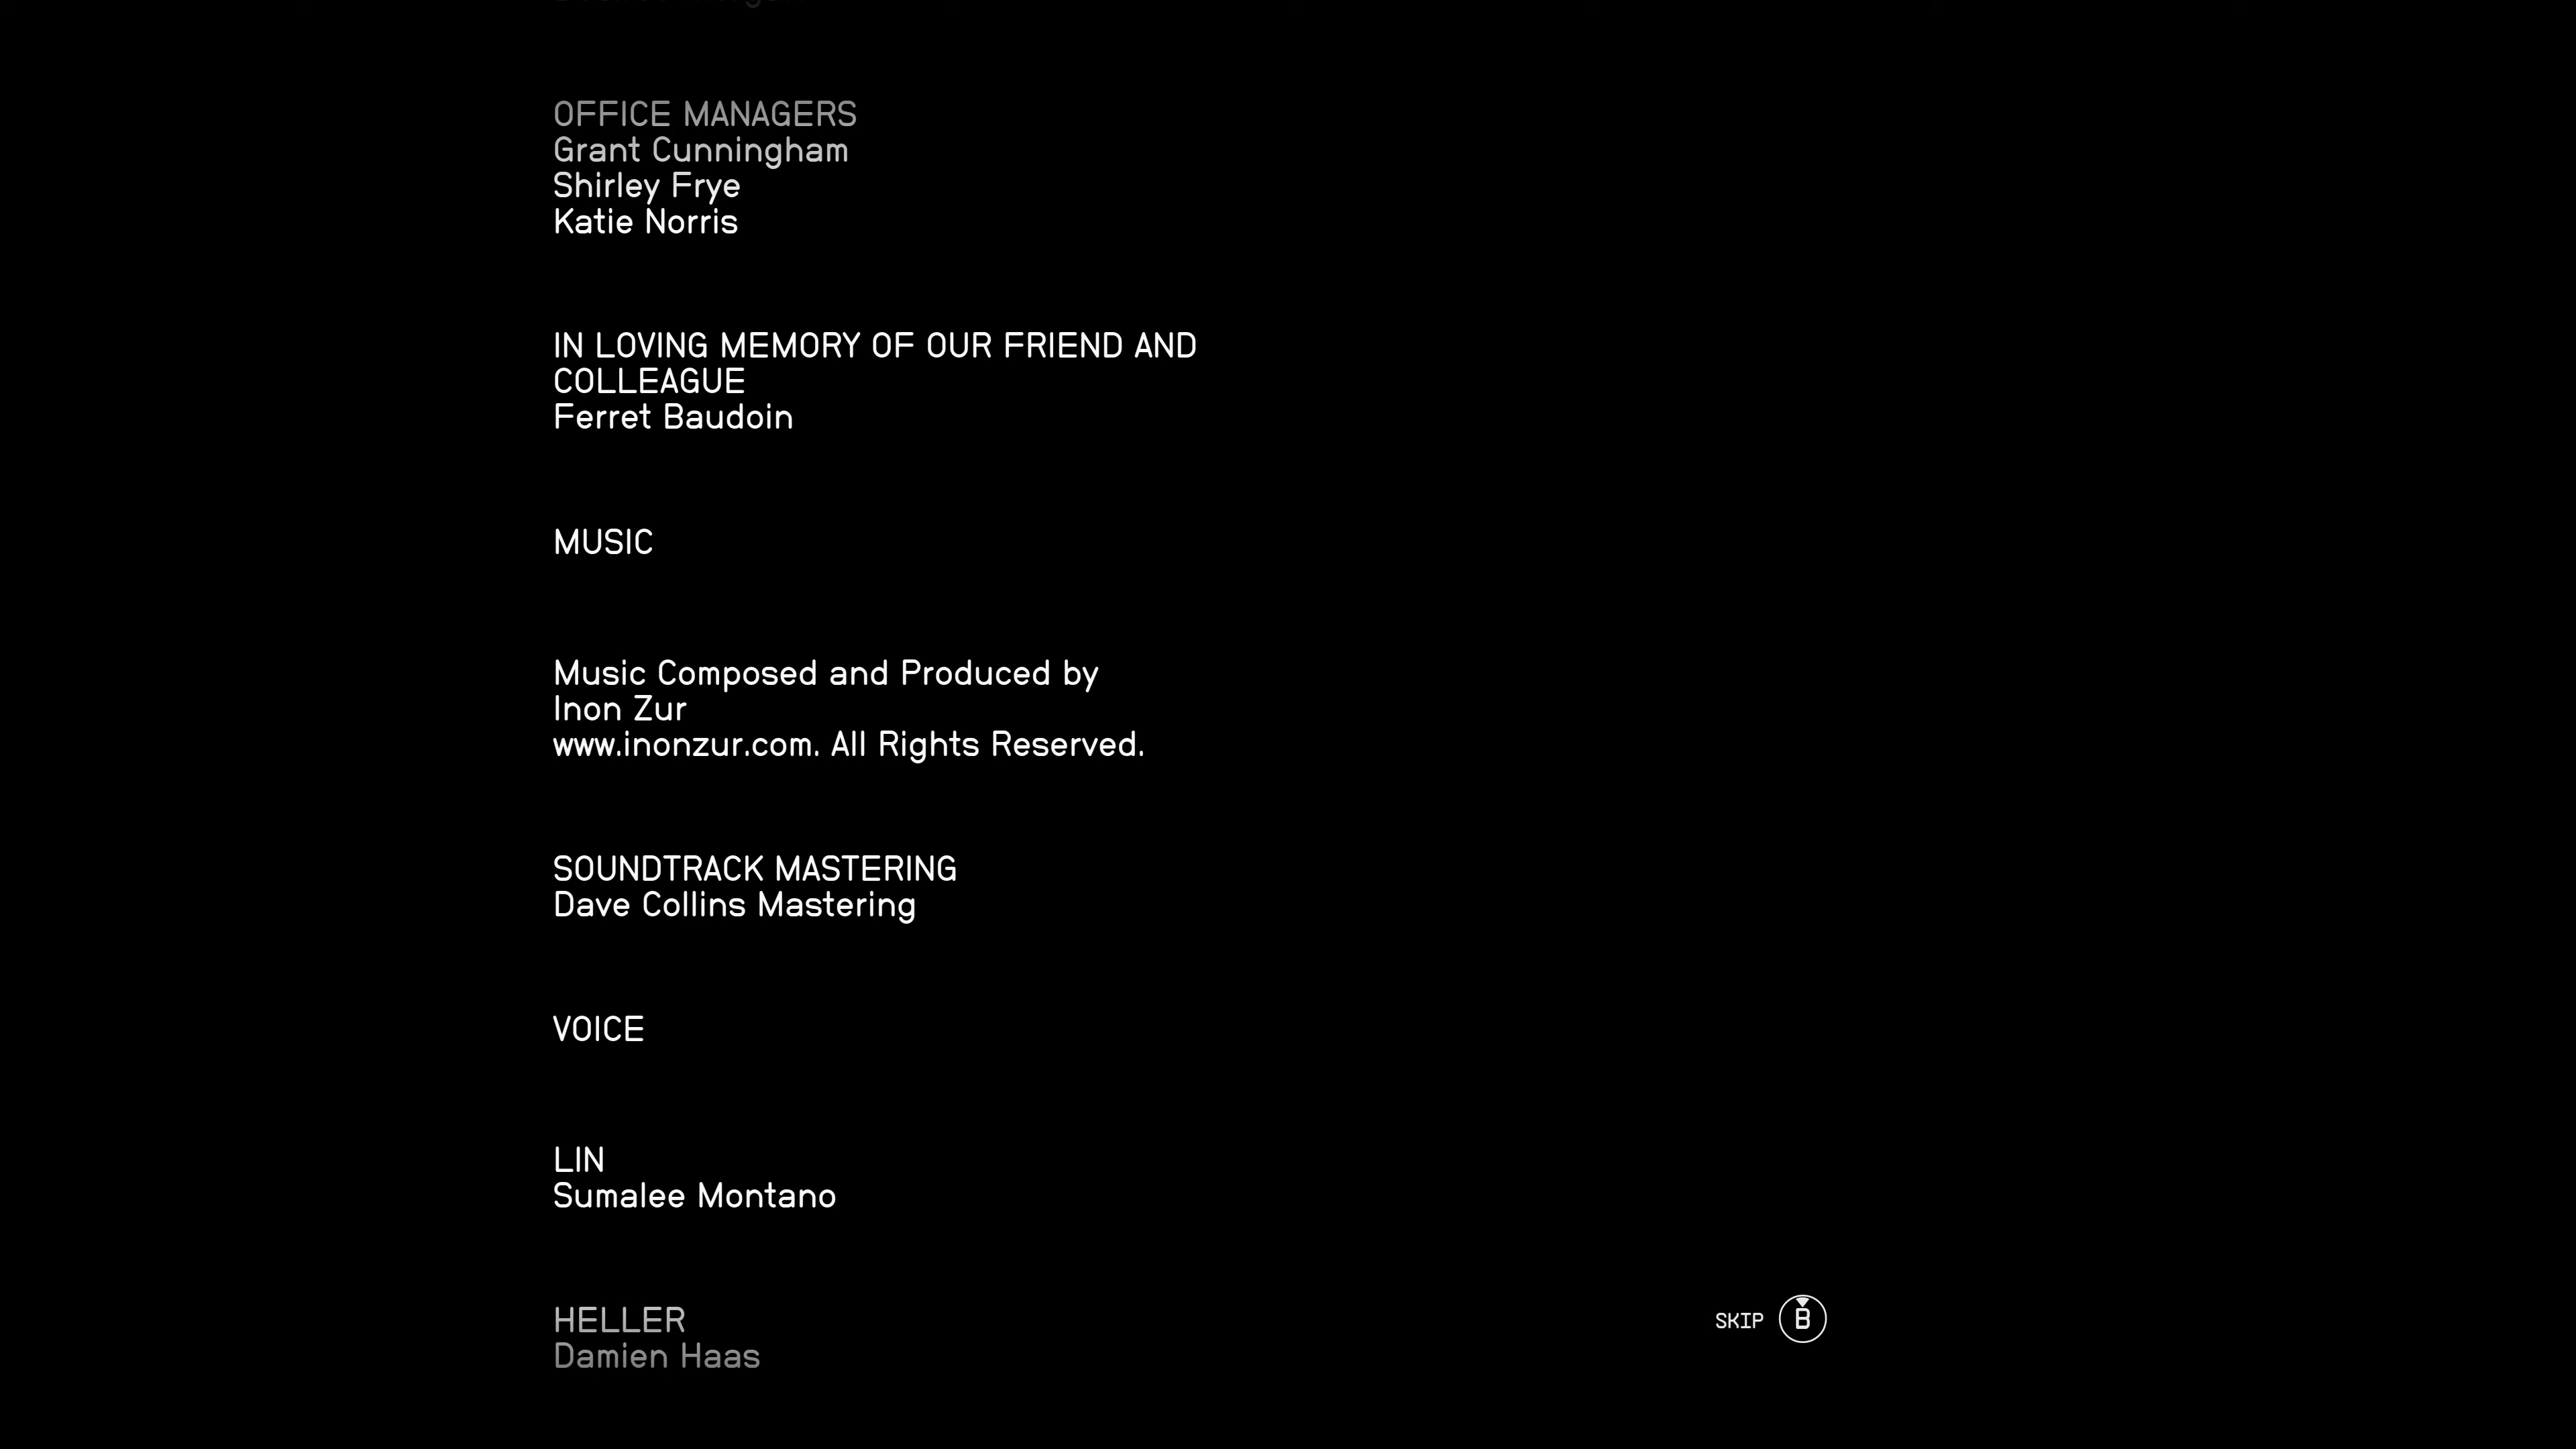 OFFICE MANAGERS
Grant Cunningham
Shirley Frye
Katie Norris
IN LOVING MEMORY OF OUR FRIEND AND
COLLEAGUE
Ferret Baudoin
MUSIC
Music Composed and Produced by
Inon Zur
www.inonzur.com. All Rights Reserved.
SOUNDTRACK MASTERING
Dave Collins Mastering
VOICE
LIN
Sumalee Montano
HELLER
Damien Haas
SKIP B